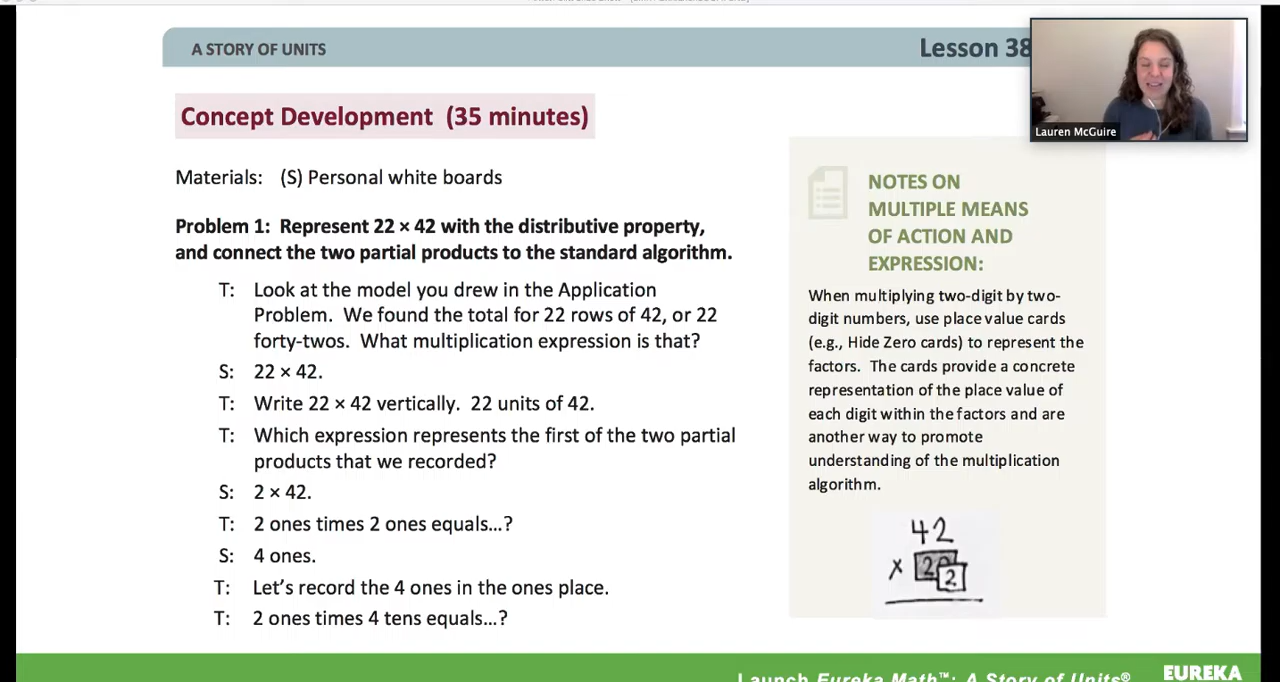 A STORY OF UNITS
Lesson 38
Lauren McGuire
Concept Development (35 minutes)
Materials: (S) Personal white boards
Problem 1: Represent 22 × 42 with the distributive property,
and connect the two partial products to the standard algorithm.
T: Look at the model you drew in the Application
Problem. We found the total for 22 rows of 42, or 22
forty-twos. What multiplication expression is that?
S: 22 × 42.
T: Write 22 × 42 vertically. 22 units of 42.
T: Which expression represents the first of the two partial
products that we recorded?
S: 2 × 42.
T: 2 ones times 2 ones equals…?
S: 4 ones.
T: Let’s record the 4 ones in the ones place.
T: 2 ones times 4 tens equals…?
NOTES ON
MULTIPLE MEANS
OF ACTION AND
EXPRESSION:
When multiplying two-digit by two-
digit numbers, use place value cards
(e.g., Hide Zero cards) to represent the
factors. The cards provide a concrete
representation of the place value of
each digit within the factors and are
another way to promote
understanding of the multiplication
algorithm.
42
× 2 2
Launch Eureka Math™: A Story of Units®
EUREKA